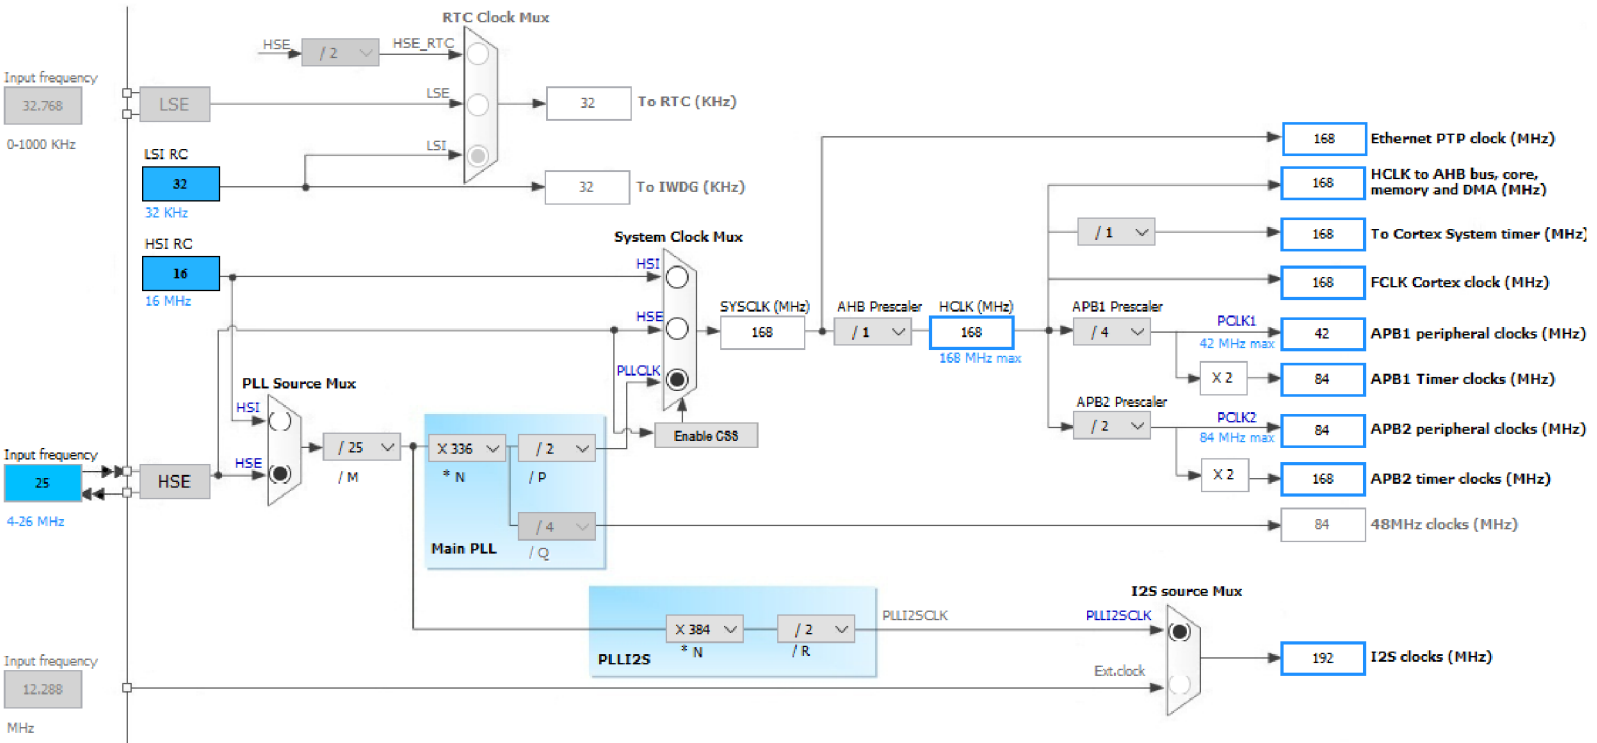 RTC Clock Mux
HSE
/ 2
HSE_RTC
Input frequency
32.768
0-1000 KHz
LSE
LSE
32
To RTC (KHz)
LSI
LSI RC
32
32 KHz
32
To IWDG (KHz)
HSI RC
16
16 MHz
System Clock Mux
HSI
HSE
PLLCLK
SYSCLK (MHz)
168
AHB Prescaler
/ 1
HCLK (MHz)
168
168 MHz max
Enable CSS
168
Ethernet PTP clock (MHz)
168
HCLK to AHB bus, core,
memory and DMA (MHz)
/ 1
168
To Cortex System timer (MHz)
168
FCLK Cortex clock (MHz)
APB1 Prescaler
/ 4
PCLK1
42 MHz max
42
APB1 peripheral clocks (MHz)
X 2
84
APB1 Timer clocks (MHz)
APB2 Prescaler
/ 2
PCLK2
84 MHz max
84
APB2 peripheral clocks (MHz)
X 2
168
APB2 timer clocks (MHz)
84
48MHz clocks (MHz)
PLL Source Mux
HSI
HSE
Input frequency
25
4-26 MHz
HSE
/ 25
/ M
X 336
* N
/ 2
/ P
/ 4
/ Q
Main PLL
X 384
* N
/ 2
/ R
PLLI2S
PLLI2SCLK
I2S source Mux
PLLI2SCLK
Ext.clock
192
I2S clocks (MHz)
Input frequency
12.288
MHz